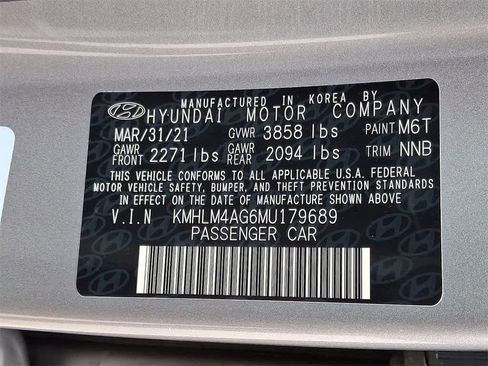 MANUFACTURED IN KOREA BY
HYUNDAI MOTOR COMPANY
MAR/31/21 GVWR 3858 lbs PAINT M6T
GAWR FRONT 2271 lbs GAWR REAR 2094 lbs TRIM NNB
THIS VEHICLE CONFORMS TO ALL APPLICABLE U.S.A. FEDERAL
MOTOR VEHICLE SAFETY, BUMPER, AND THEFT PREVENTION STANDARDS
IN EFFECT ON THE DATE OF MANUFACTURE SHOWN ABOVE.
V.I.N KMHLM4AG6MU179689
PASSENGER CAR